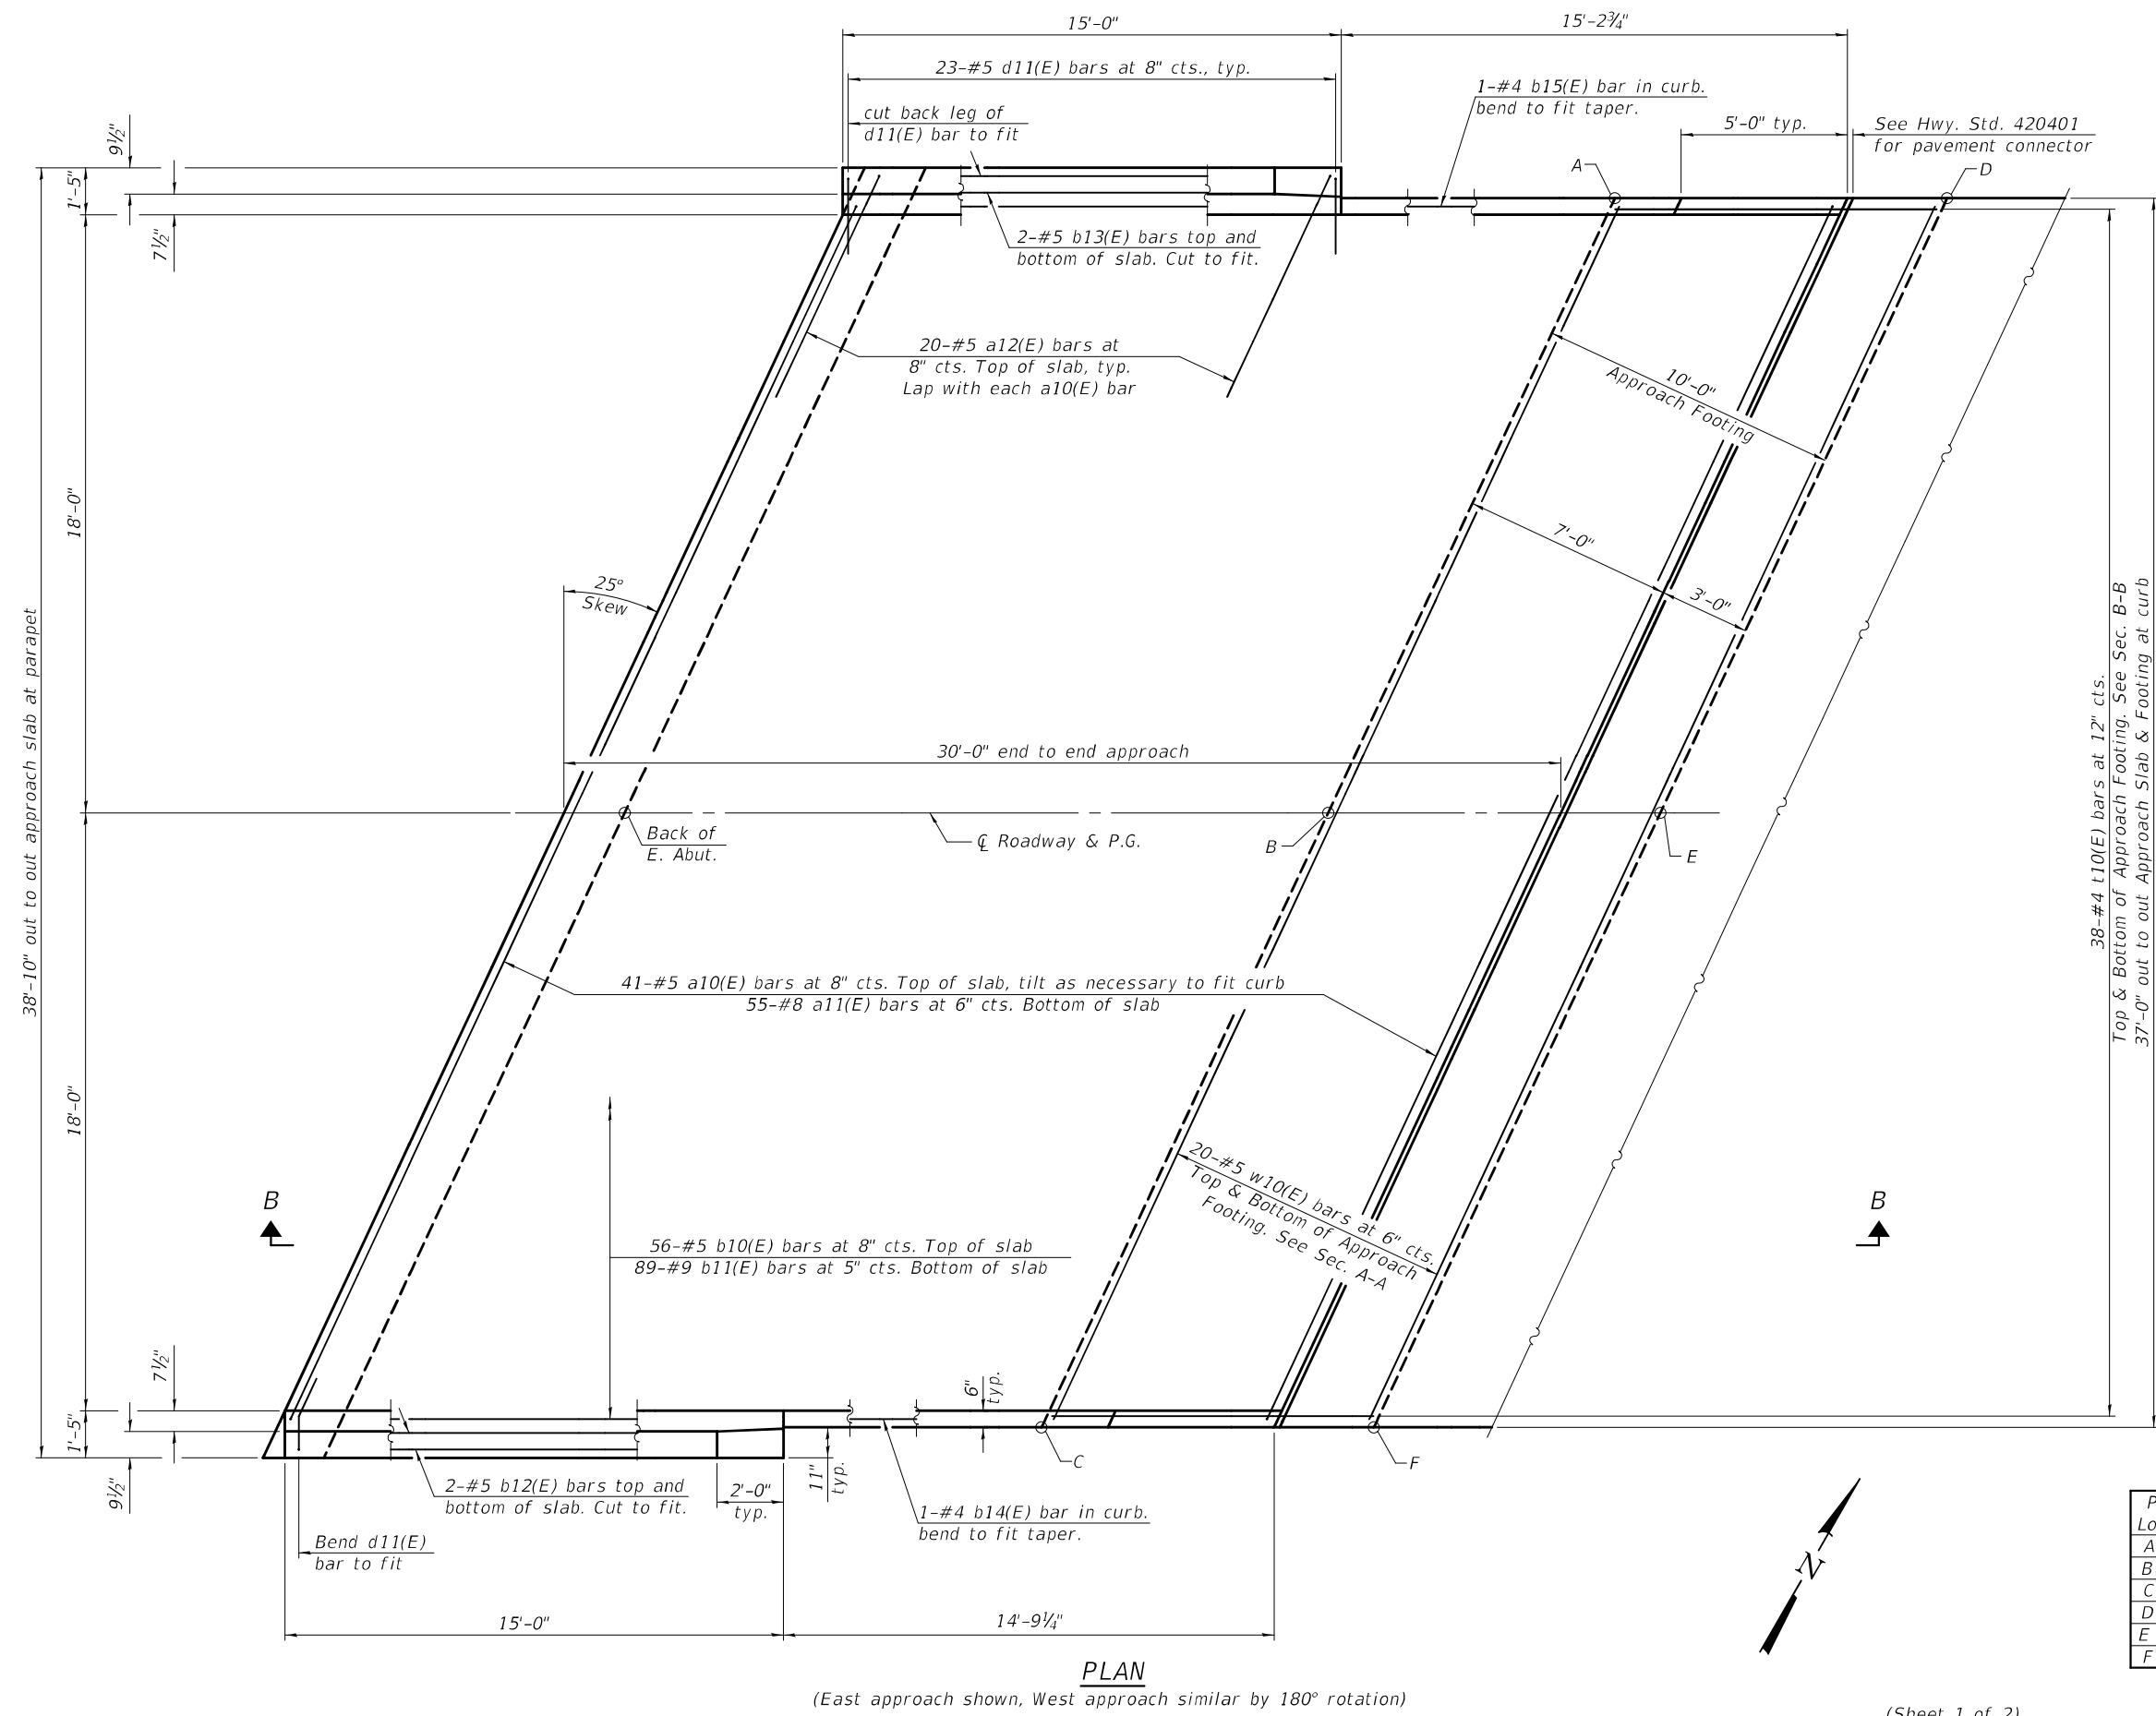 15'-0"
15'-2¾"
23-#5 d11(E) bars at 8" cts., typ.
1-#4 b15(E) bar in curb.
bend to fit taper.
cut back leg of
d11(E) bar to fit
5'-0" typ.
See Hwy. Std. 420401
for pavement connector
9½"
1'-5"
7½"
A
D
2-#5 b13(E) bars top and
bottom of slab. Cut to fit.
20-#5 a12(E) bars at
8" cts. Top of slab, typ.
Lap with each a10(E) bar
10'-0"
Approach Footing
18'-0"
7'-0"
3'-0"
25°
Skew
38'-10" out to out approach slab at parapet
30'-0" end to end approach
Back of
E. Abut.
℄ Roadway & P.G.
B
E
38-#4 t10(E) bars at 12" cts.
Top & Bottom of Approach Footing. See Sec. B-B
37'-0" out to out Approach Slab & Footing at curb
41-#5 a10(E) bars at 8" cts. Top of slab, tilt as necessary to fit curb
55-#8 a11(E) bars at 6" cts. Bottom of slab
18'-0"
20-#5 w10(E) bars at 6" cts.
Top & Bottom of Approach
Footing. See Sec. A-A
B
B
56-#5 b10(E) bars at 8" cts. Top of slab
89-#9 b11(E) bars at 5" cts. Bottom of slab
7½"
1'-5"
9½"
6"
typ.
C
F
11"
typ.
2-#5 b12(E) bars top and
bottom of slab. Cut to fit.
2'-0"
typ.
1-#4 b14(E) bar in curb.
bend to fit taper.
Bend d11(E)
bar to fit
N
P
Lo
A
B
C
D
E
F
15'-0"
14'-9¼"
PLAN
(East approach shown, West approach similar by 180° rotation)
(Sheet 1 of 2)